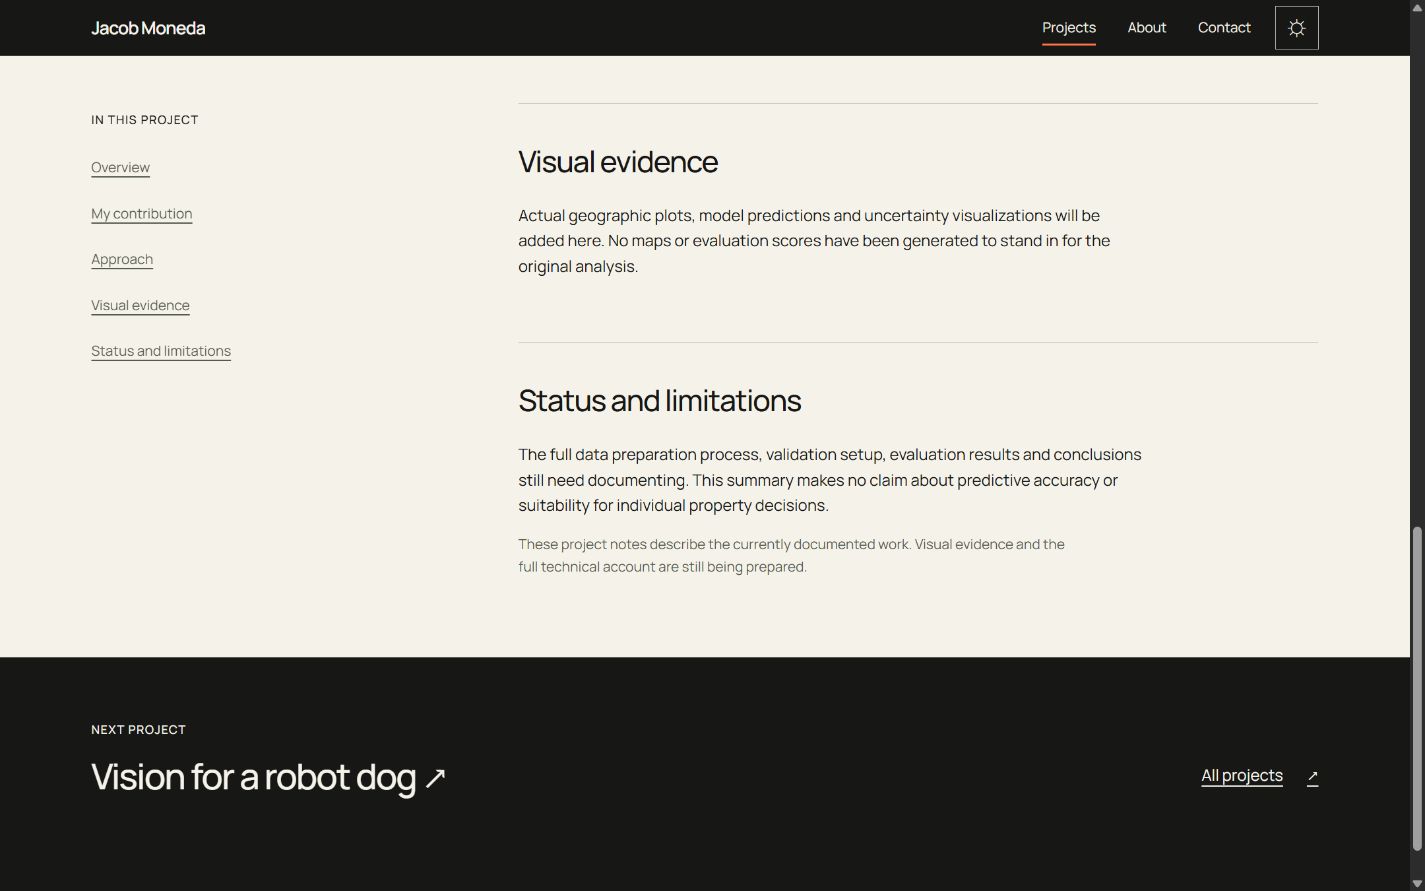 Jacob Moneda
Projects
About
Contact
IN THIS PROJECT
Overview
My contribution
Approach
Visual evidence
Status and limitations
Visual evidence
Actual geographic plots, model predictions and uncertainty visualizations will be
added here. No maps or evaluation scores have been generated to stand in for the
original analysis.
Status and limitations
The full data preparation process, validation setup, evaluation results and conclusions
still need documenting. This summary makes no claim about predictive accuracy or
suitability for individual property decisions.
These project notes describe the currently documented work. Visual evidence and the
full technical account are still being prepared.
NEXT PROJECT
Vision for a robot dog ↗
All projects ↗